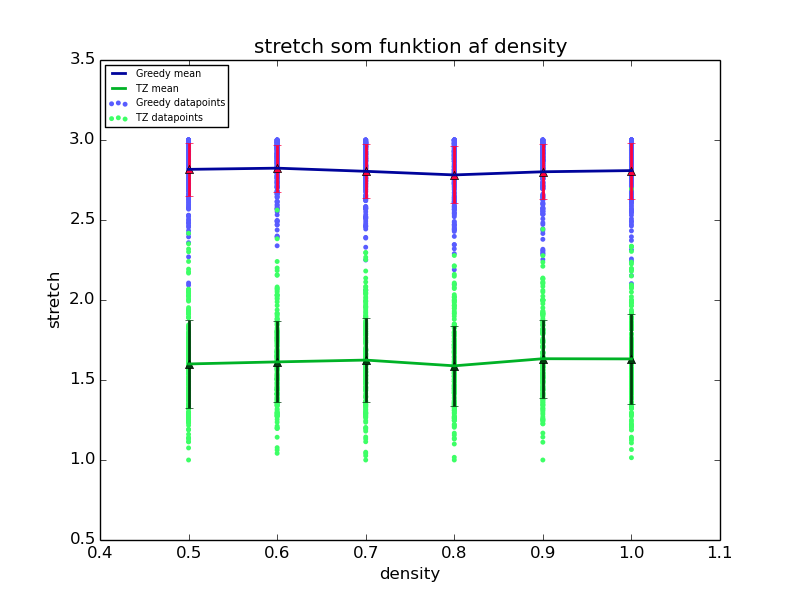 stretch som funktion af density
Greedy mean
TZ mean
Greedy datapoints
TZ datapoints
3.5
3.0
2.5
2.0
1.5
1.0
0.5
stretch
0.4 0.5 0.6 0.7 0.8 0.9 1.0 1.1
density